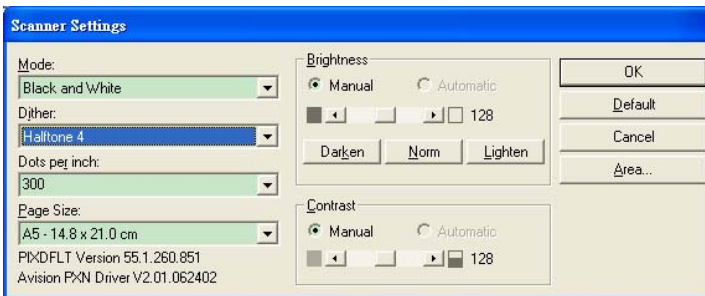 Scanner Settings
Mode:
Black and White
Dither:
Halftone 4
Dots per inch:
300
Page Size:
A5 - 14.8 x 21.0 cm
PIXDFLT Version 55.1.260.851
Avision PXN Driver V2.01.062402
Brightness
Manual Automatic
128
Darken Norm Lighten
Contrast
Manual Automatic
128
OK
Default
Cancel
Area...